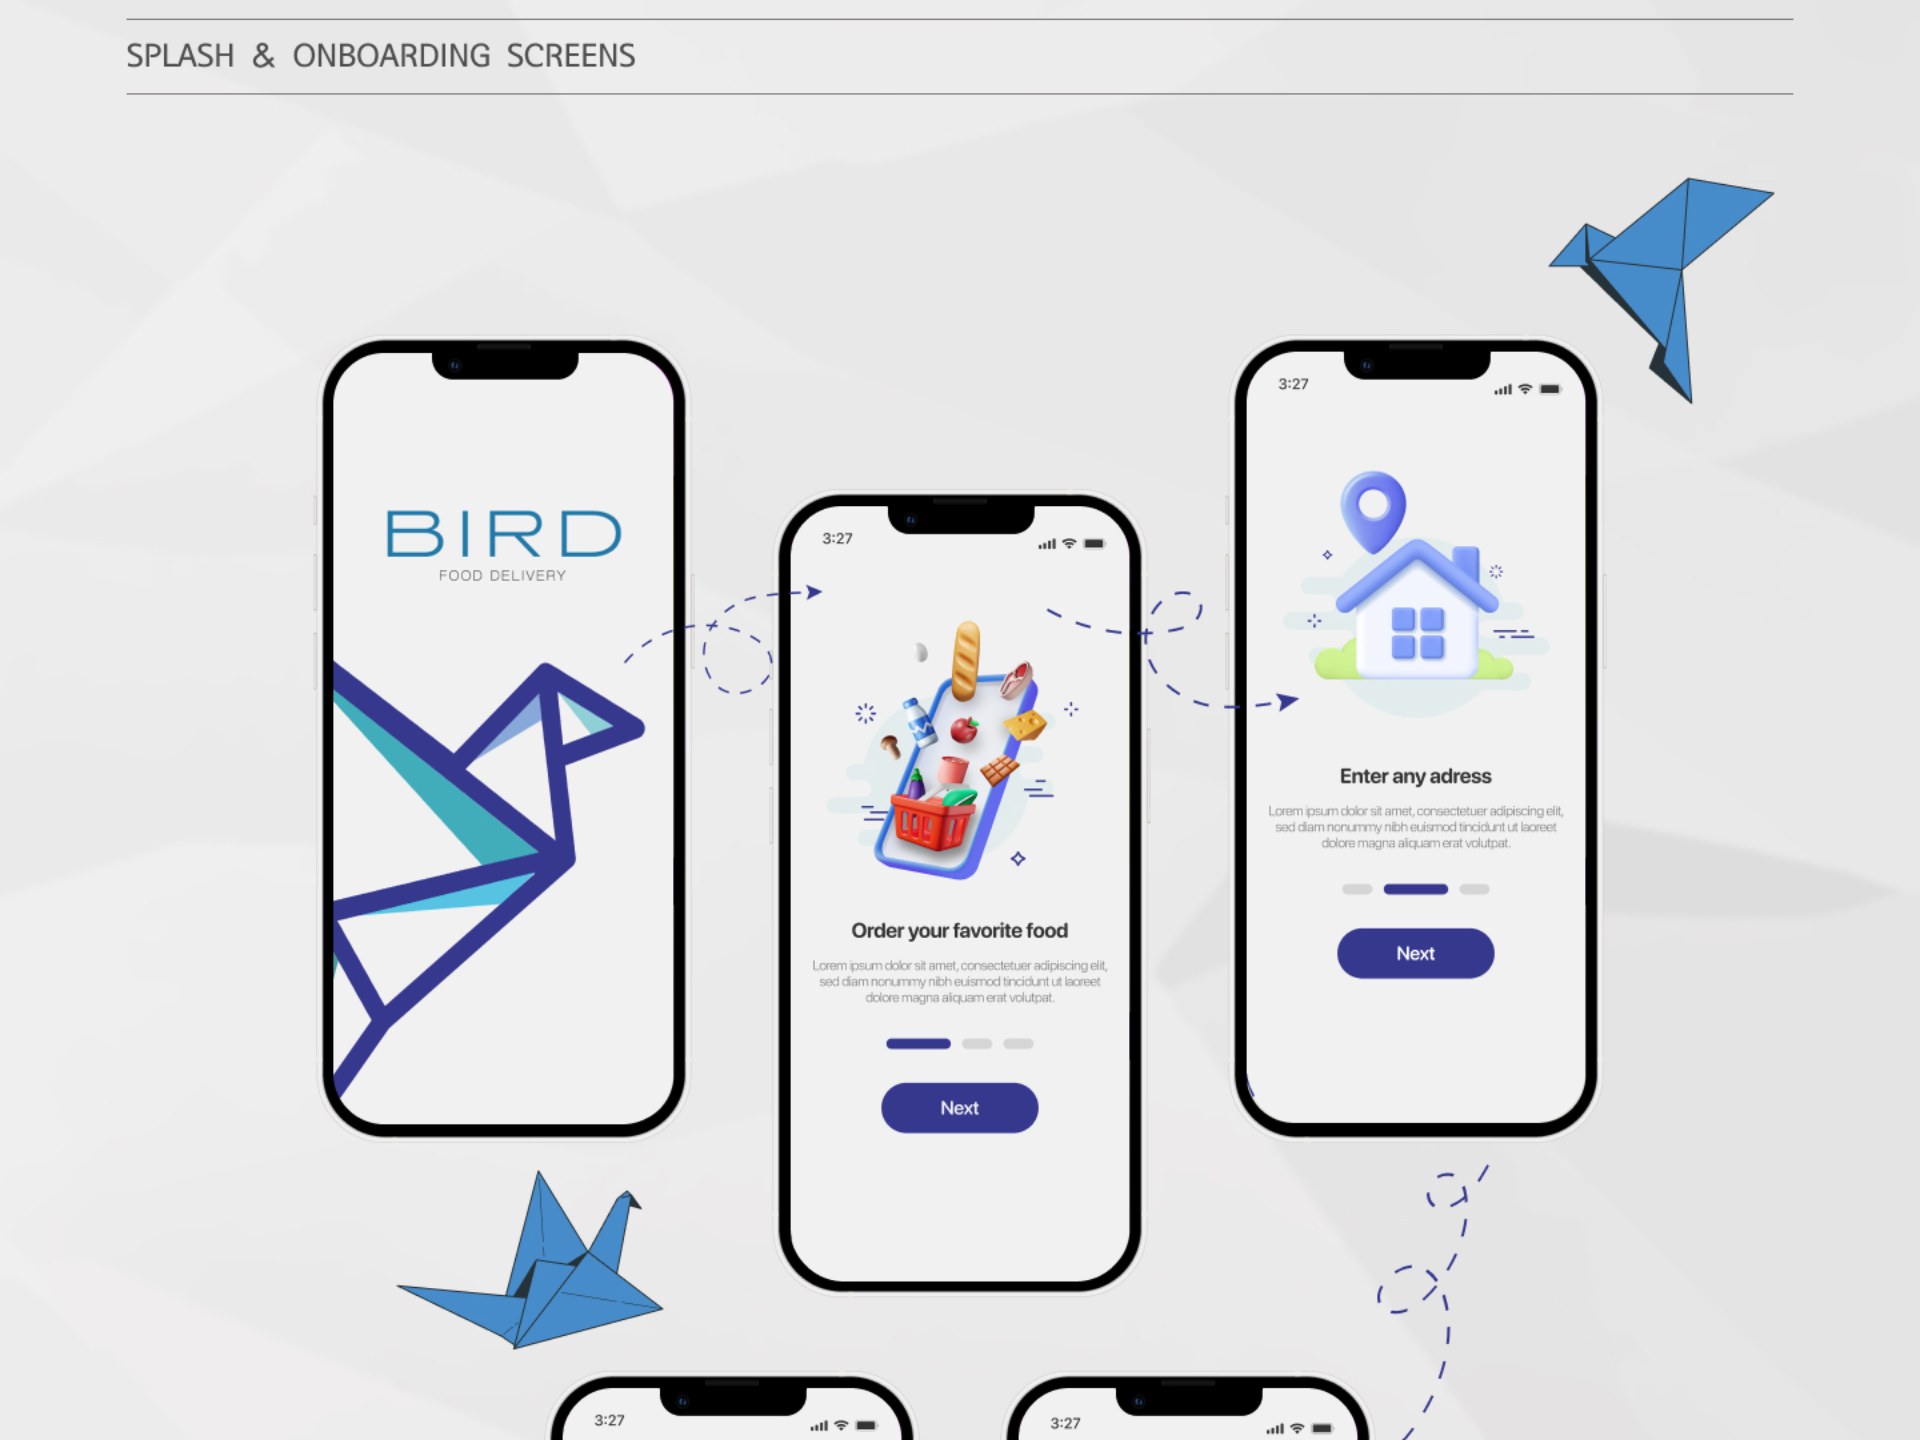 SPLASH & ONBOARDING SCREENS
BIRD
FOOD DELIVERY
3:27
Order your favorite food
Lorem ipsum dolor sit amet, consectetuer adipiscing elit,
sed diam nonummy nibh euismod tincidunt ut laoreet
dolore magna aliquam erat volutpat.
Next
3:27
Enter any adress
Lorem ipsum dolor sit amet, consectetuer adipiscing elit,
sed diam nonummy nibh euismod tincidunt ut laoreet
dolore magna aliquam erat volutpat.
Next
3:27
3:27